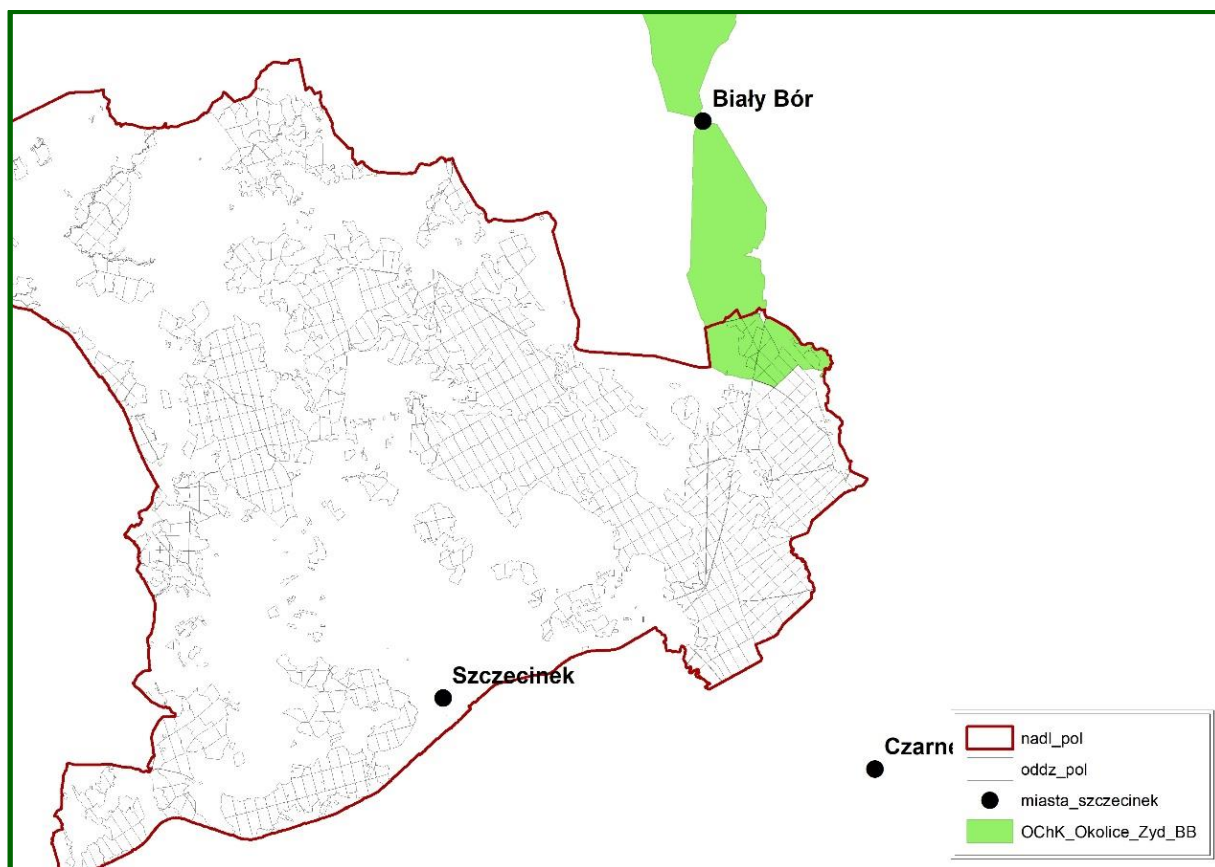 Biały Bór
Szczecinek
Czarne
nadl_pol
oddz_pol
miasta_szczecinek
OChK_Okolice_Zyd_BB